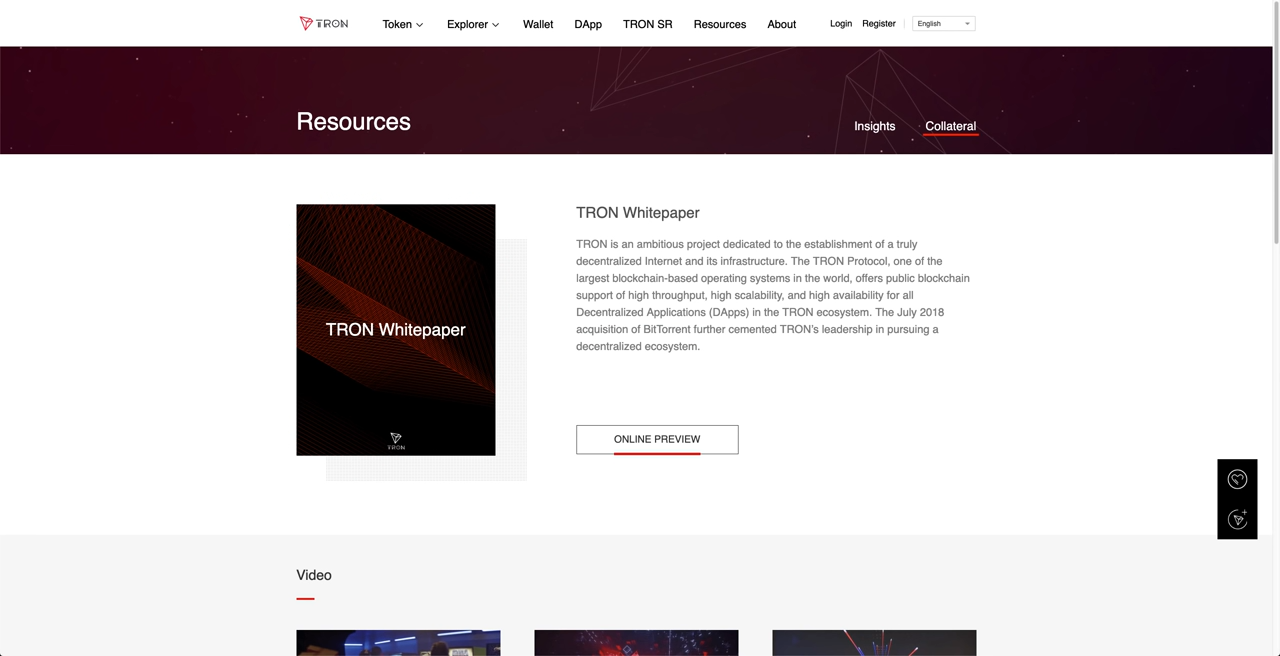 TRON
Token
Explorer
Wallet
DApp
TRON SR
Resources
About
Login
Register
English
Resources
Insights
Collateral
TRON Whitepaper
TRON
TRON Whitepaper
TRON is an ambitious project dedicated to the establishment of a truly
decentralized Internet and its infrastructure. The TRON Protocol, one of the
largest blockchain-based operating systems in the world, offers public blockchain
support of high throughput, high scalability, and high availability for all
Decentralized Applications (DApps) in the TRON ecosystem. The July 2018
acquisition of BitTorrent further cemented TRON's leadership in pursuing a
decentralized ecosystem.
ONLINE PREVIEW
Video